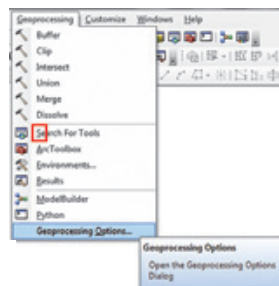 Geoprocessing Customize Windows Help
Buffer
Clip
Intersect
Union
Merge
Dissolve
Search For Tools
ArcToolbox
Environments...
Results
ModelBuilder
Python
Geoprocessing Options...
Geoprocessing Options
Open the Geoprocessing Options
Dialog